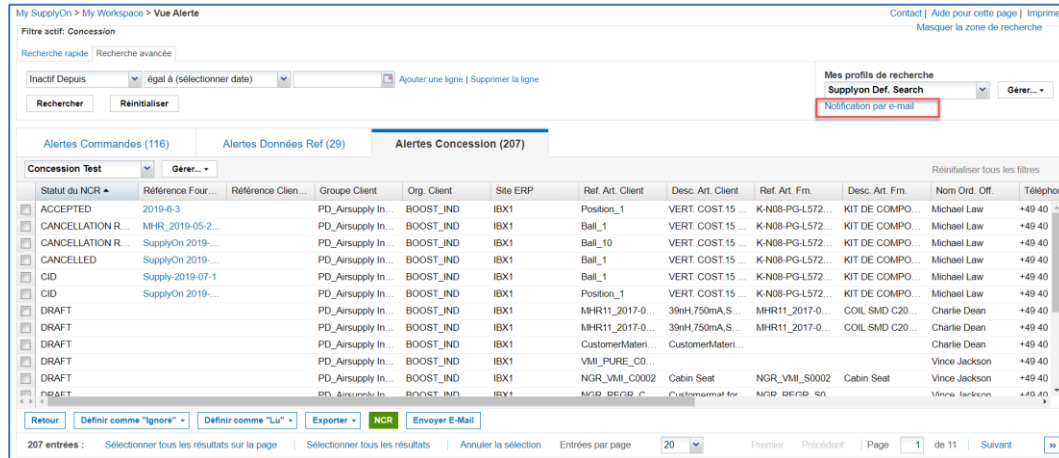 My SupplyOn > My Workspace > Vue Alerte Contact | Aide pour cette page | Imprime
Filtre actif: Concession Masquer la zone de recherche
Recherche rapide Recherche avancée
Inactif Depuis égal à (sélectionner date) Ajouter une ligne | Supprimer la ligne
Mes profils de recherche
Supplyon Def. Search Gérer...
Rechercher Réinitialiser
Notification par e-mail
Alertes Commandes (116) Alertes Données Ref (29) Alertes Concession (207)
Concession Test Gérer... Réinitialiser tous les filtres
Statut du NCR Référence Four... Référence Clien... Groupe Client Org. Client Site ERP Ref. Art. Client Desc. Art. Client Ref. Art. Frn. Desc. Art. Frn. Nom Ord. Off. Télépho
ACCEPTED 2019-6-3 PD_Airsupply In... BOOST_IND IBX1 Position_1 VERT. COST.15 ... K-N08-PG-L572... KIT DE COMPO... Michael Law +49 40
CANCELLATION R... MHR_2019-05-2... PD_Airsupply In... BOOST_IND IBX1 Ball_1 VERT. COST.15 ... K-N08-PG-L572... KIT DE COMPO... Michael Law +49 40
CANCELLATION R... SupplyOn 2019-... PD_Airsupply In... BOOST_IND IBX1 Ball_10 VERT. COST.15 ... K-N08-PG-L572... KIT DE COMPO... Michael Law +49 40
CANCELLED SupplyOn 2019-... PD_Airsupply In... BOOST_IND IBX1 Ball_1 VERT. COST.15 ... K-N08-PG-L572... KIT DE COMPO... Michael Law +49 40
CID Supply-2019-07-1 PD_Airsupply In... BOOST_IND IBX1 Ball_1 VERT. COST.15 ... K-N08-PG-L572... KIT DE COMPO... Michael Law +49 40
CID SupplyOn 2019-... PD_Airsupply In... BOOST_IND IBX1 Position_1 VERT. COST.15 ... K-N08-PG-L572... KIT DE COMPO... Michael Law +49 40
DRAFT PD_Airsupply In... BOOST_IND IBX1 MHR11_2017-0... 39nH,750mA,S... MHR11_2017-0... COIL SMD C20... Charlie Dean +49 40
DRAFT PD_Airsupply In... BOOST_IND IBX1 MHR11_2017-0... 39nH,750mA,S... MHR11_2017-0... COIL SMD C20... Charlie Dean +49 40
DRAFT PD_Airsupply In... BOOST_IND IBX1 CustomerMateri... CustomerMateri... Charlie Dean +49 40
DRAFT PD_Airsupply In... BOOST_IND IBX1 VMI_PURE_C0... Vince Jackson +49 40
DRAFT PD_Airsupply In... BOOST_IND IBX1 NGR_VMI_C0002 Cabin Seat NGR_VMI_S0002 Cabin Seat Vince Jackson +49 40
DRAFT PD_Airsupply In... BOOST_IND IBX1 NGR_REGR_C... Customermat for NGR_REGR_S0... Vince Jackson +49 40
Retour Définir comme "Ignoré" Définir comme "Lu" Exporter NCR Envoyer E-Mail
207 entrées : Sélectionner tous les résultats sur la page | Sélectionner tous les résultats | Annuler la sélection Entrées par page 20 Premier Précédent | Page 1 de 11 | Suivant »